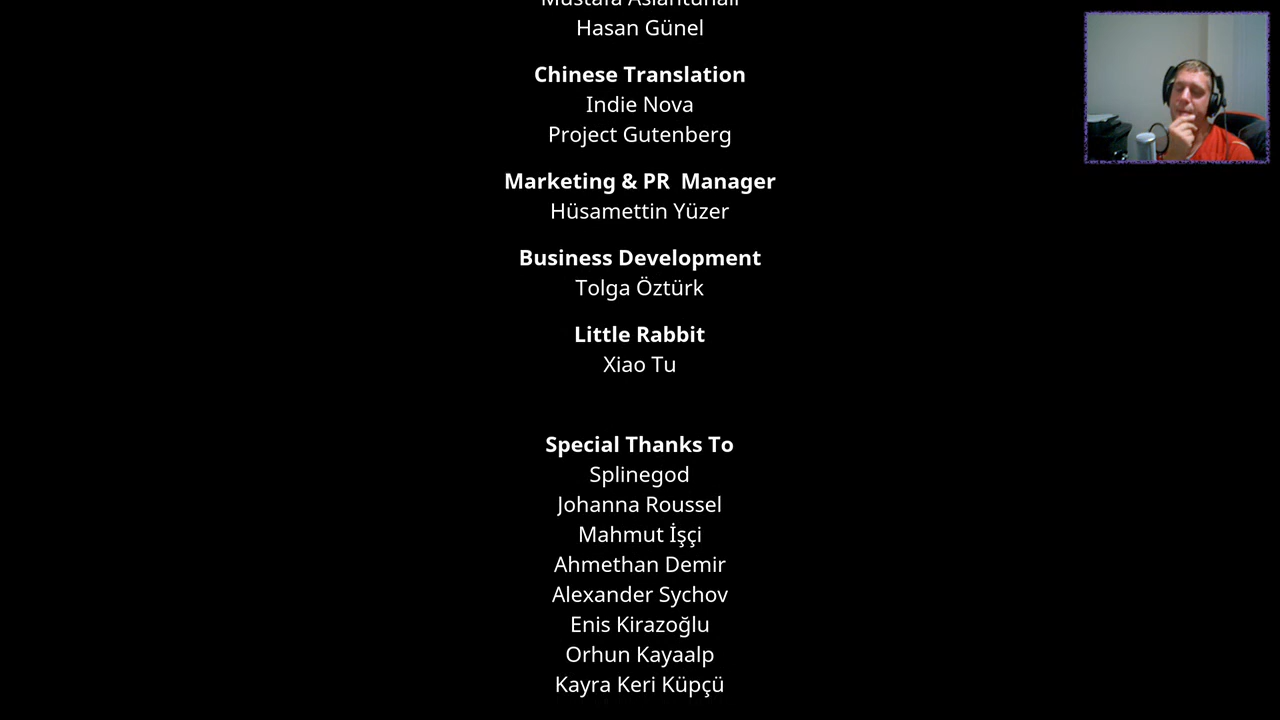 Hasan Günel
Chinese Translation
Indie Nova
Project Gutenberg
Marketing & PR  Manager
Hüsamettin Yüzer
Business Development
Tolga Öztürk
Little Rabbit
Xiao Tu
Special Thanks To
Splinegod
Johanna Roussel
Mahmut İşçi
Ahmethan Demir
Alexander Sychov
Enis Kirazoğlu
Orhun Kayaalp
Kayra Keri Küpçü